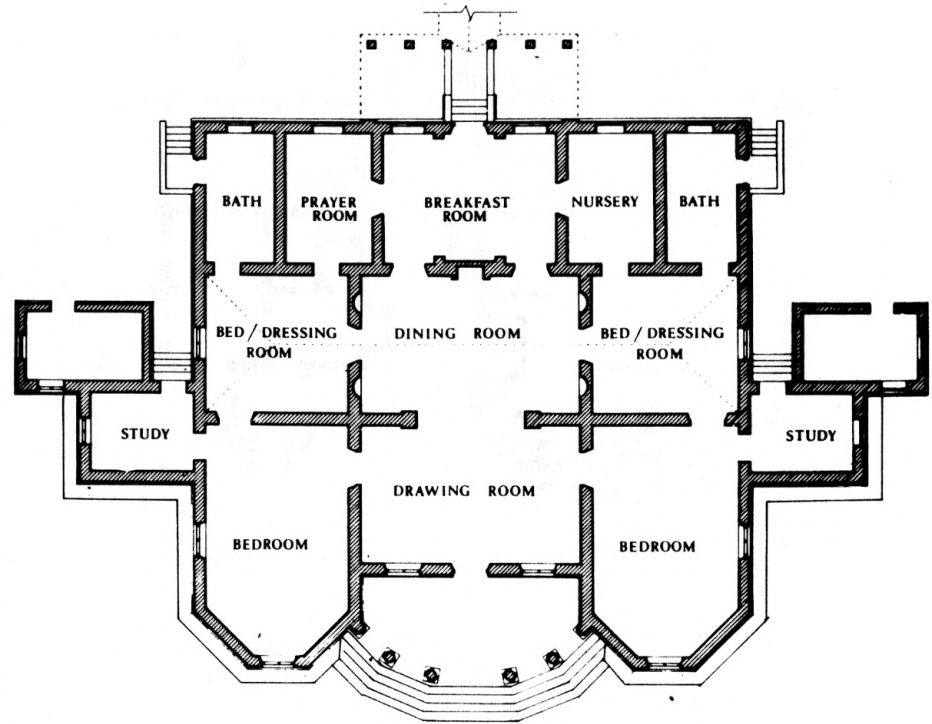 BATH
PRAYER
ROOM
BREAKFAST
ROOM
NURSERY
BATH
BED / DRESSING
ROOM
DINING ROOM
BED / DRESSING
ROOM
STUDY
STUDY
DRAWING ROOM
BEDROOM
BEDROOM